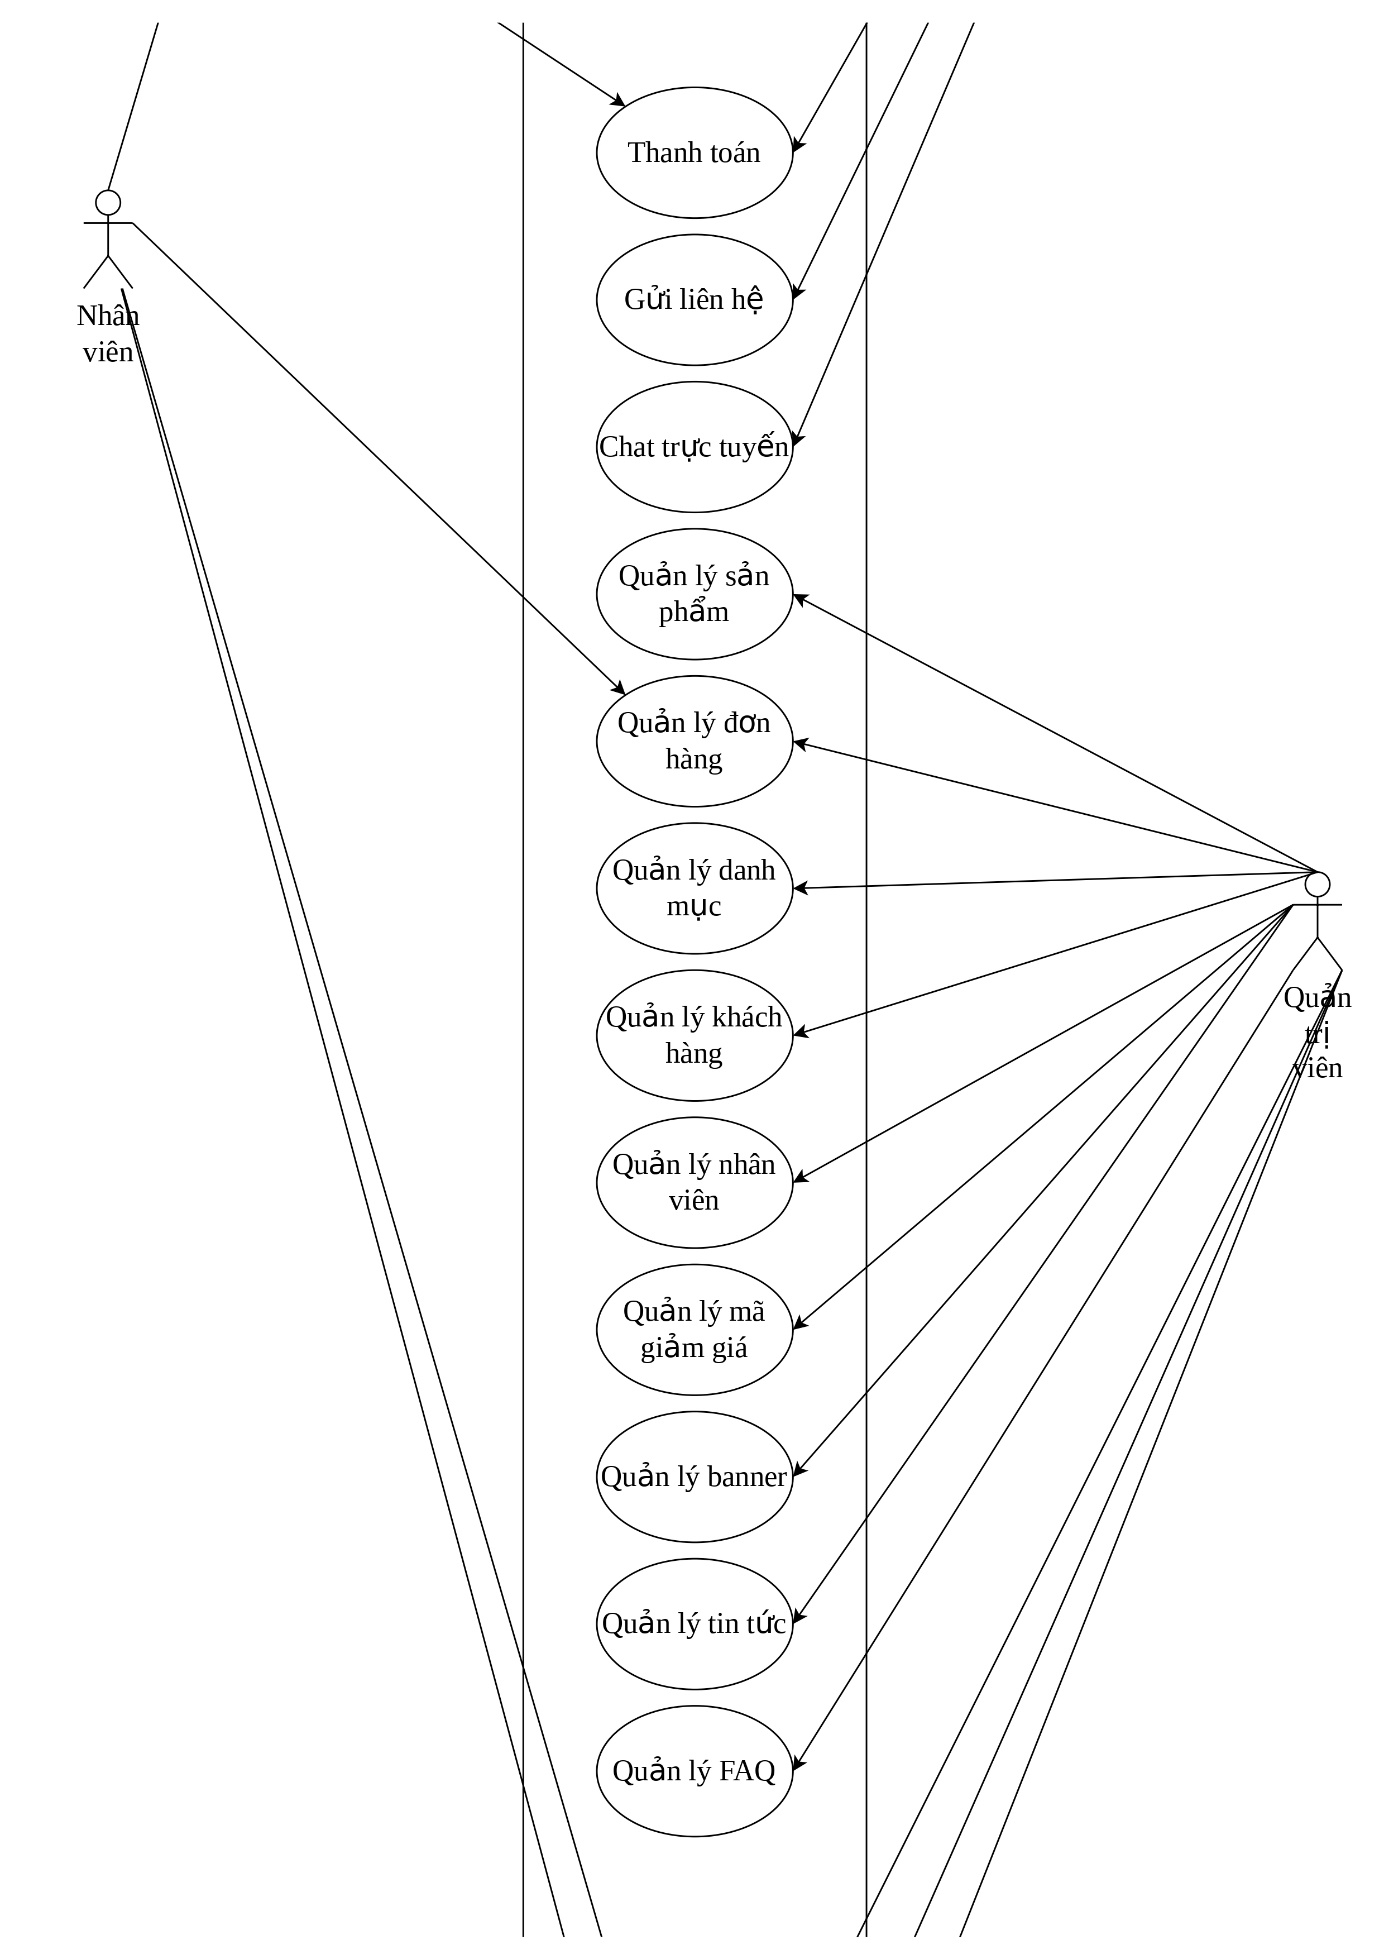 Thanh toán
Gửi liên hệ
Nhân
viên
Chat trực tuyến
Quản lý sản
phẩm
Quản lý đơn
hàng
Quản lý danh
mục
Quản lý khách
hàng
Quản
trị
viên
Quản lý nhân
viên
Quản lý mã
giảm giá
Quản lý banner
Quản lý tin tức
Quản lý FAQ